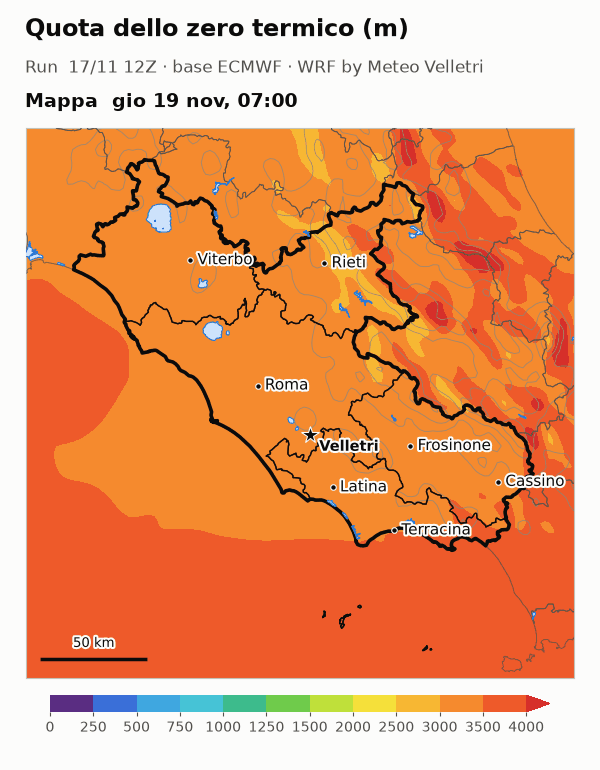 Quota dello zero termico (m)
Run  17/11 12Z · base ECMWF · WRF by Meteo Velletri
Mappa  gio 19 nov, 07:00
Viterbo
Rieti
Roma
Velletri
Frosinone
Cassino
Latina
Terracina
50 km
0 250 500 750 1000 1250 1500 2000 2500 3000 3500 4000